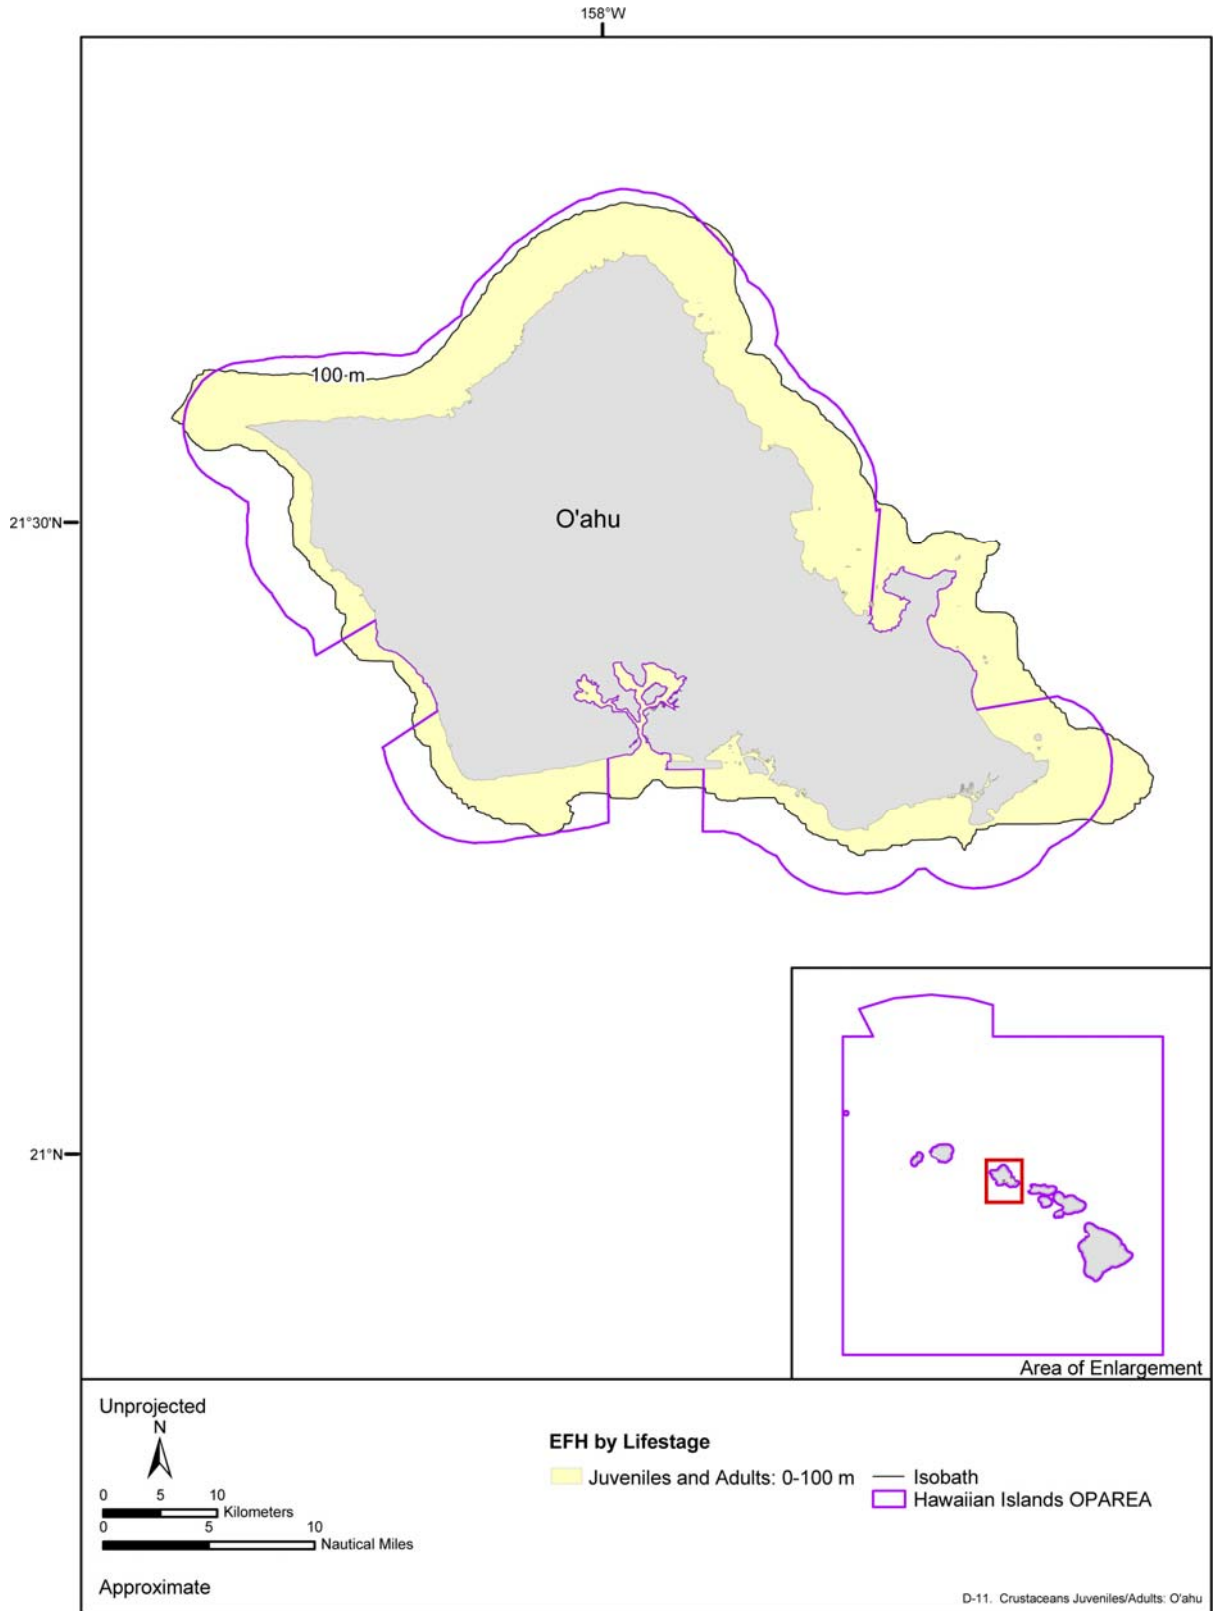 158°W
100·m
21°30'N
O'ahu
21°N
Area of Enlargement
Unprojected
N
0 5 10
Kilometers
0 5 10
Nautical Miles
Approximate
EFH by Lifestage
Juveniles and Adults: 0-100 m
Isobath
Hawaiian Islands OPAREA
D-11. Crustaceans Juveniles/Adults: O'ahu